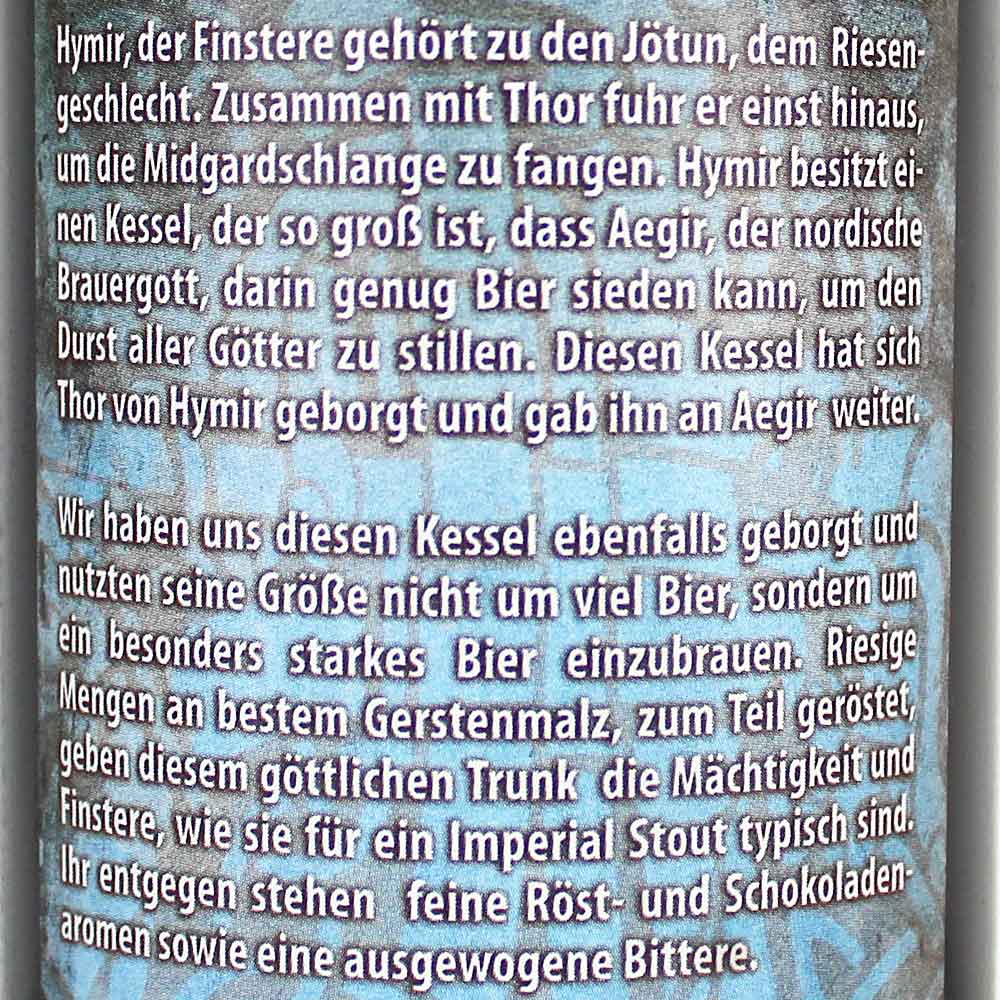 Hymir, der Finstere gehört zu den Jötun, dem Riesen-
geschlecht. Zusammen mit Thor fuhr er einst hinaus,
um die Midgardschlange zu fangen. Hymir besitzt ei-
nen Kessel, der so groß ist, dass Aegir, der nordische
Brauergott, darin genug Bier sieden kann, um den
Durst aller Götter zu stillen. Diesen Kessel hat sich
Thor von Hymir geborgt und gab ihn an Aegir weiter.
Wir haben uns diesen Kessel ebenfalls geborgt und
nutzten seine Größe nicht um viel Bier, sondern um
ein besonders starkes Bier einzubrauen. Riesige
Mengen an bestem Gerstenmalz, zum Teil geröstet,
geben diesem göttlichen Trunk die Mächtigkeit und
Finstere, wie sie für ein Imperial Stout typisch sind.
Ihr entgegen stehen feine Röst- und Schokoladen-
aromen sowie eine ausgewogene Bittere.